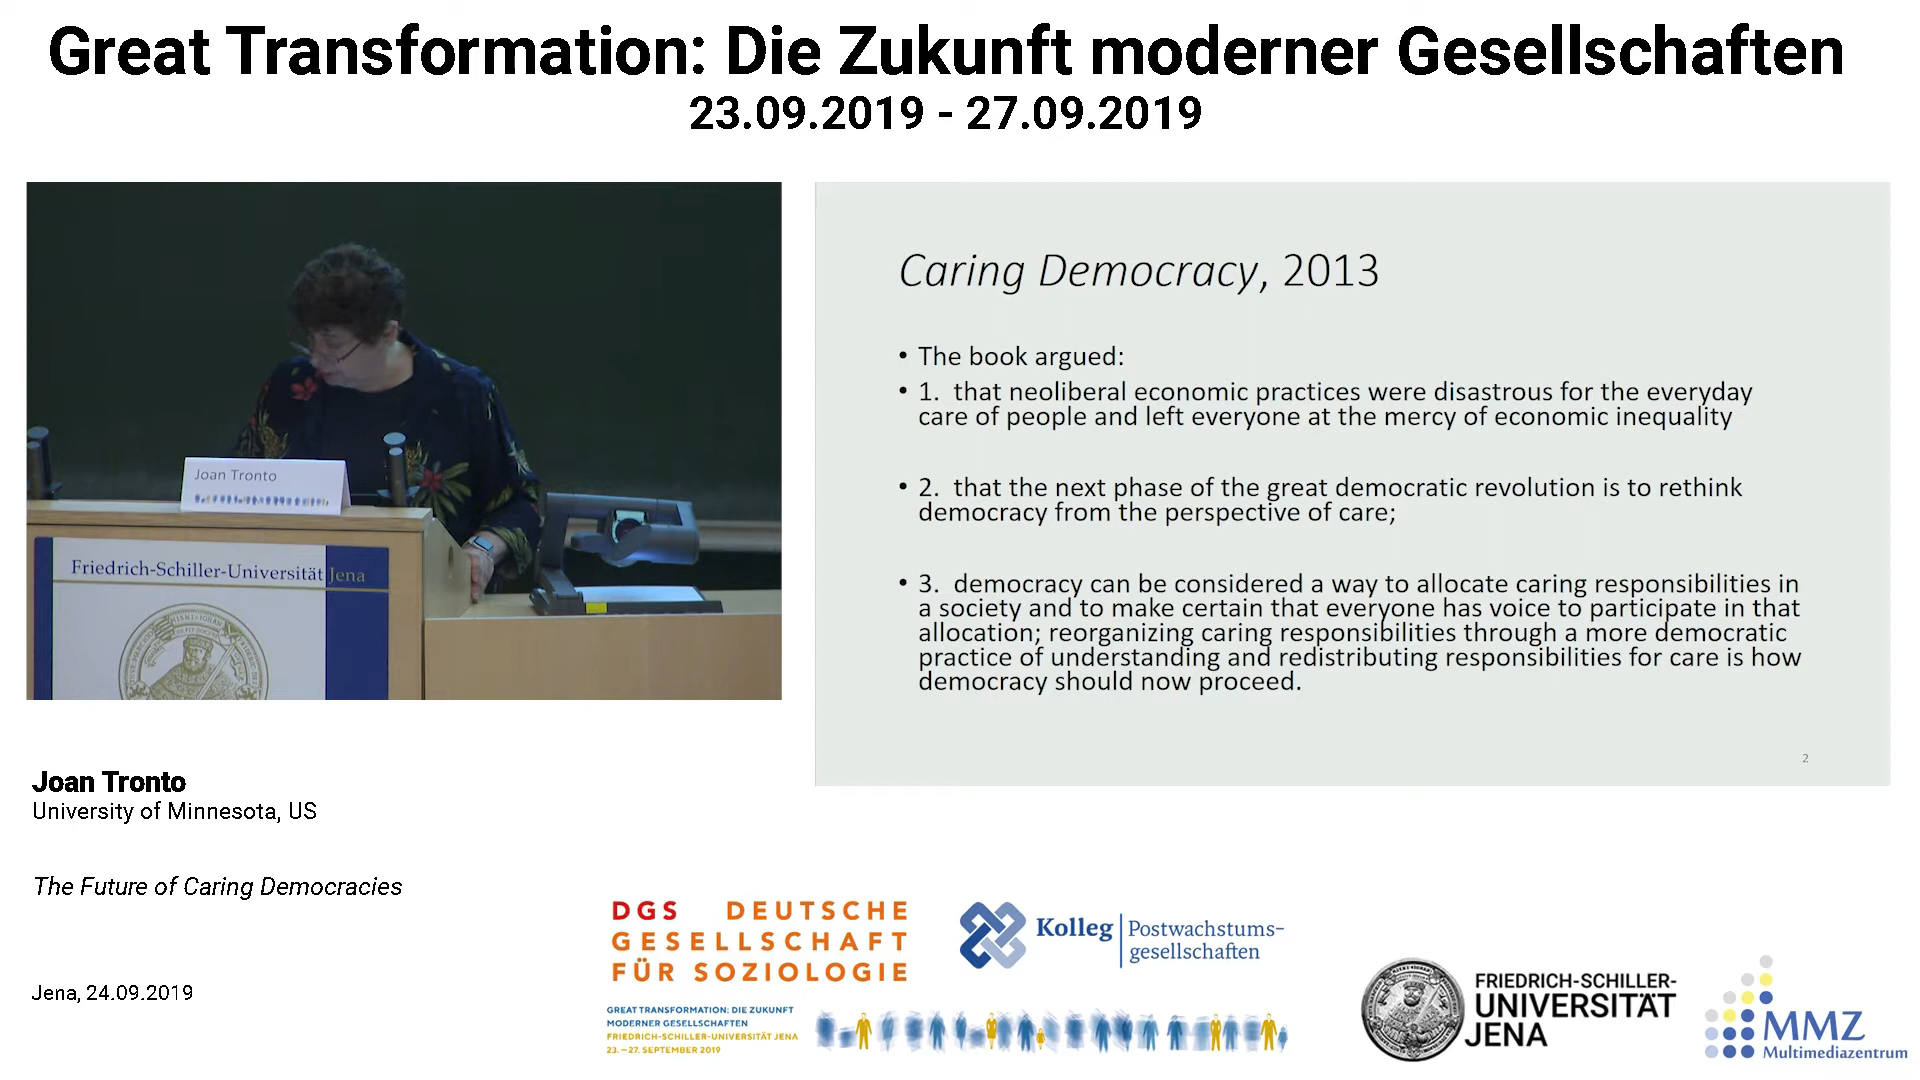 Great Transformation: Die Zukunft moderner Gesellschaften
23.09.2019 - 27.09.2019
Joan Tronto
Friedrich-Schiller-Universität Jena
Caring Democracy, 2013
• The book argued:
• 1. that neoliberal economic practices were disastrous for the everyday
care of people and left everyone at the mercy of economic inequality
• 2. that the next phase of the great democratic revolution is to rethink
democracy from the perspective of care;
• 3. democracy can be considered a way to allocate caring responsibilities in
a society and to make certain that everyone has voice to participate in that
allocation; reorganizing caring responsibilities through a more democratic
practice of understanding and redistributing responsibilities for care is how
democracy should now proceed.
2
Joan Tronto
University of Minnesota, US
The Future of Caring Democracies
Jena, 24.09.2019
DGS DEUTSCHE
GESELLSCHAFT
FÜR SOZIOLOGIE
GREAT TRANSFORMATION: DIE ZUKUNFT
MODERNER GESELLSCHAFTEN
FRIEDRICH-SCHILLER-UNIVERSITÄT JENA
23.–27. SEPTEMBER 2019
Kolleg
Postwachstums-
gesellschaften
FRIEDRICH-SCHILLER-
UNIVERSITÄT
JENA
MMZ
Multimediazentrum